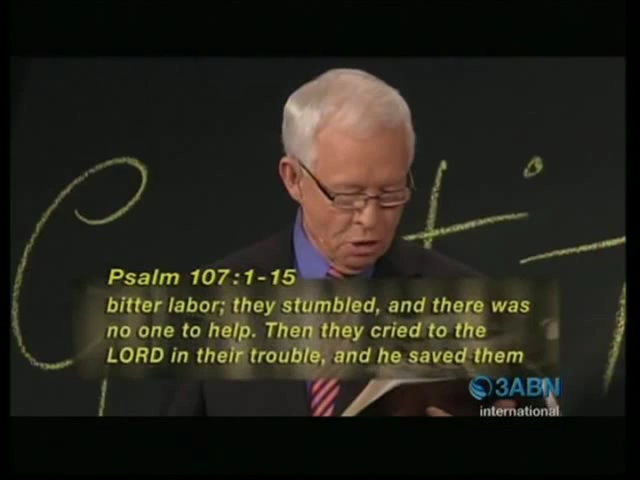 Psalm 107:1-15
bitter labor; they stumbled, and there was
no one to help. Then they cried to the
LORD in their trouble, and he saved them
3ABN
international